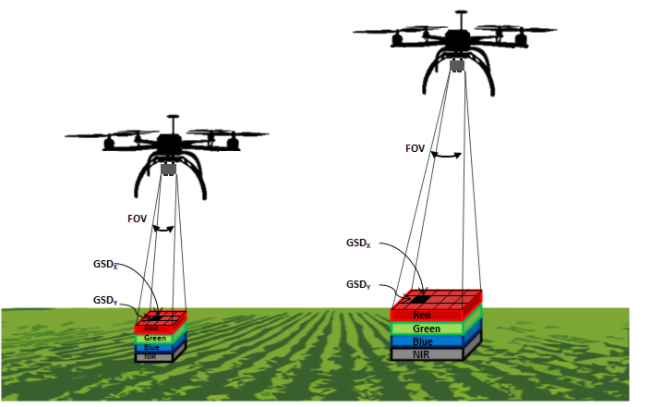 FOV
GSDX
GSDY
Red
Green
Blue
NIR
FOV
GSDX
GSDY
Red
Green
Blue
NIR